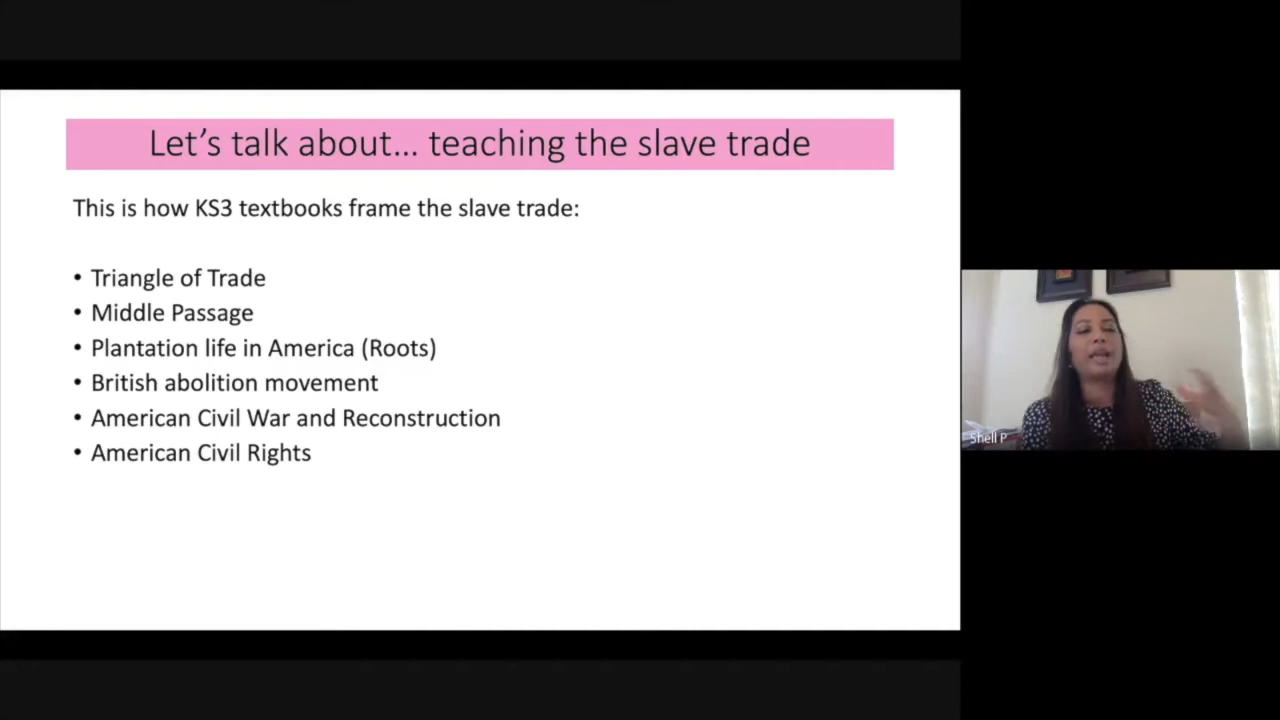 Let's talk about... teaching the slave trade
This is how KS3 textbooks frame the slave trade:
• Triangle of Trade
• Middle Passage
• Plantation life in America (Roots)
• British abolition movement
• American Civil War and Reconstruction
• American Civil Rights
Shell P